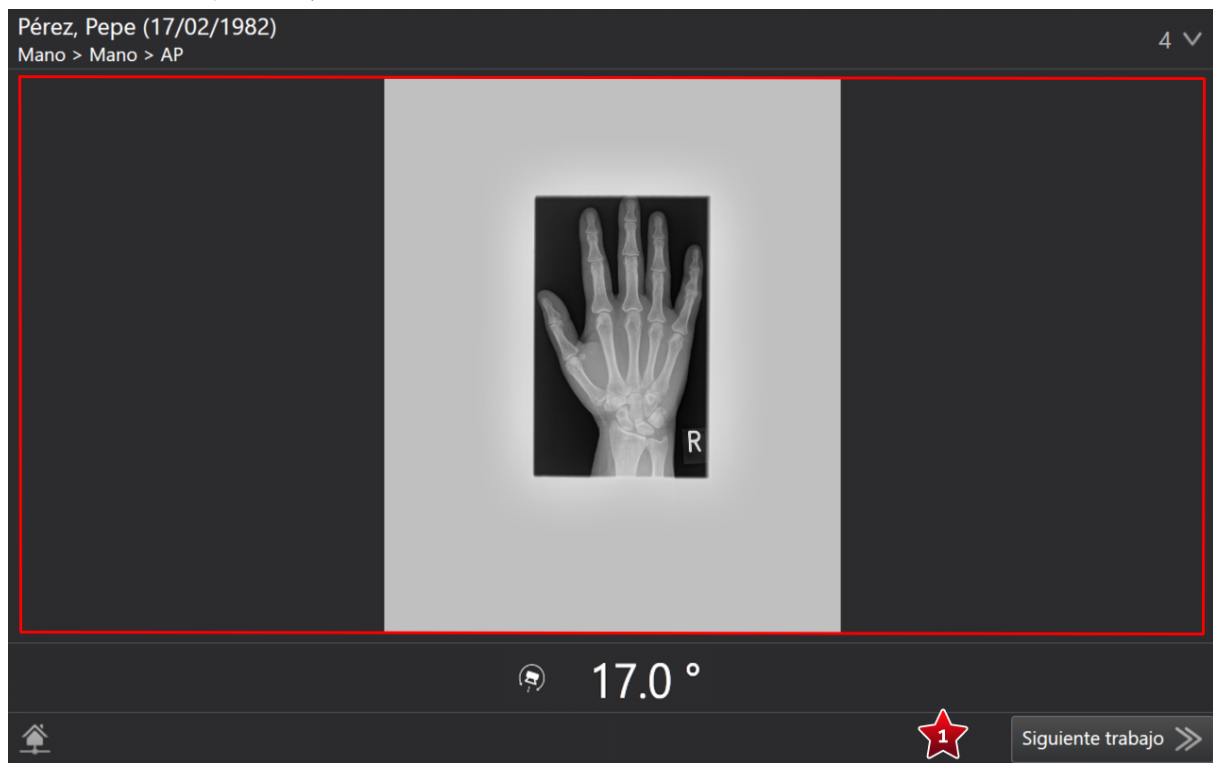 Pérez, Pepe (17/02/1982)
4
Mano > Mano > AP
R
17.0 °
1
Siguiente trabajo